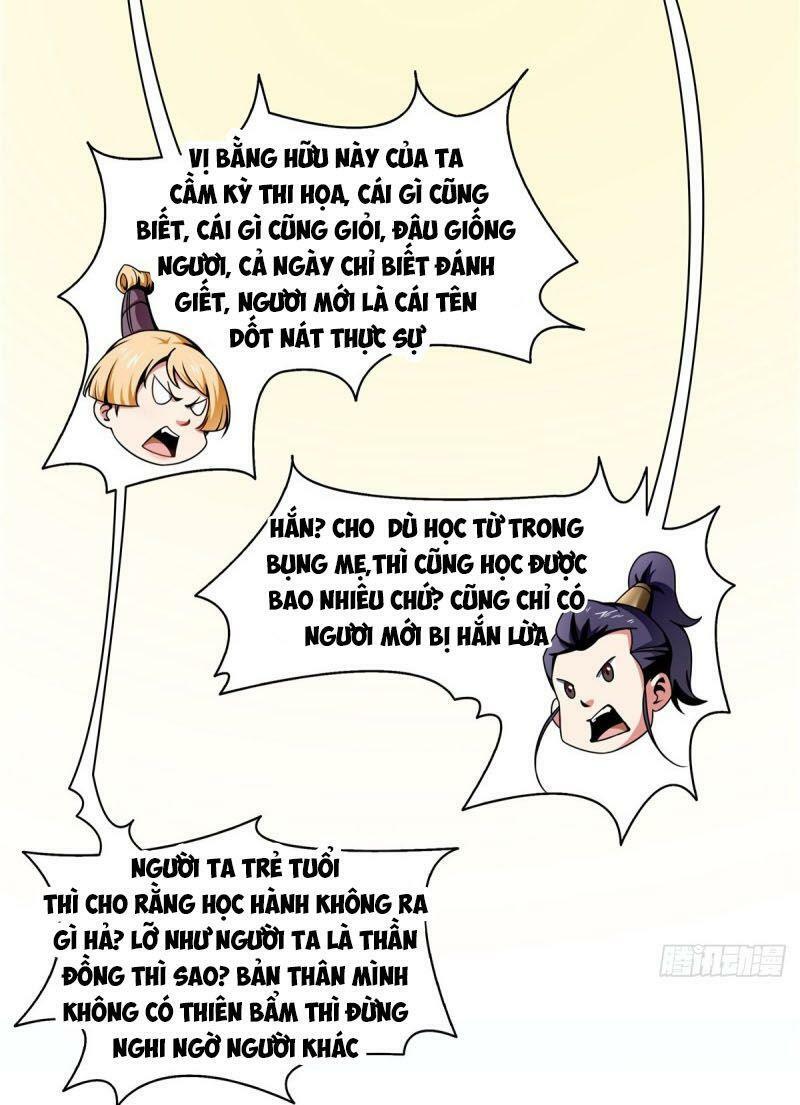 VỊ BẰNG HỮU NÀY CỦA TA
CẦM KỲ THI HỌA, CÁI GÌ CŨNG
BIẾT, CÁI GÌ CŨNG GIỎI, ĐÂU GIỐNG
NGƯƠI, CẢ NGÀY CHỈ BIẾT ĐÁNH
GIẾT, NGƯƠI MỚI LÀ CÁI TÊN
DỐT NÁT THỰC SỰ
HẮN? CHO DÙ HỌC TỪ TRONG
BỤNG MẸ,THÌ CŨNG HỌC ĐƯỢC
BAO NHIÊU CHỨ? CŨNG CHỈ CÓ
NGƯƠI MỚI BỊ HẮN LỪA
NGƯỜI TA TRẺ TUỔI
THÌ CHO RẰNG HỌC HÀNH KHÔNG RA
GÌ HẢ? LỠ NHƯ NGƯỜI TA LÀ THẦN
ĐỒNG THÌ SAO? BẢN THÂN MÌNH
KHÔNG CÓ THIÊN BẨM THÌ ĐỪNG
NGHI NGỜ NGƯỜI KHÁC
腾讯动漫